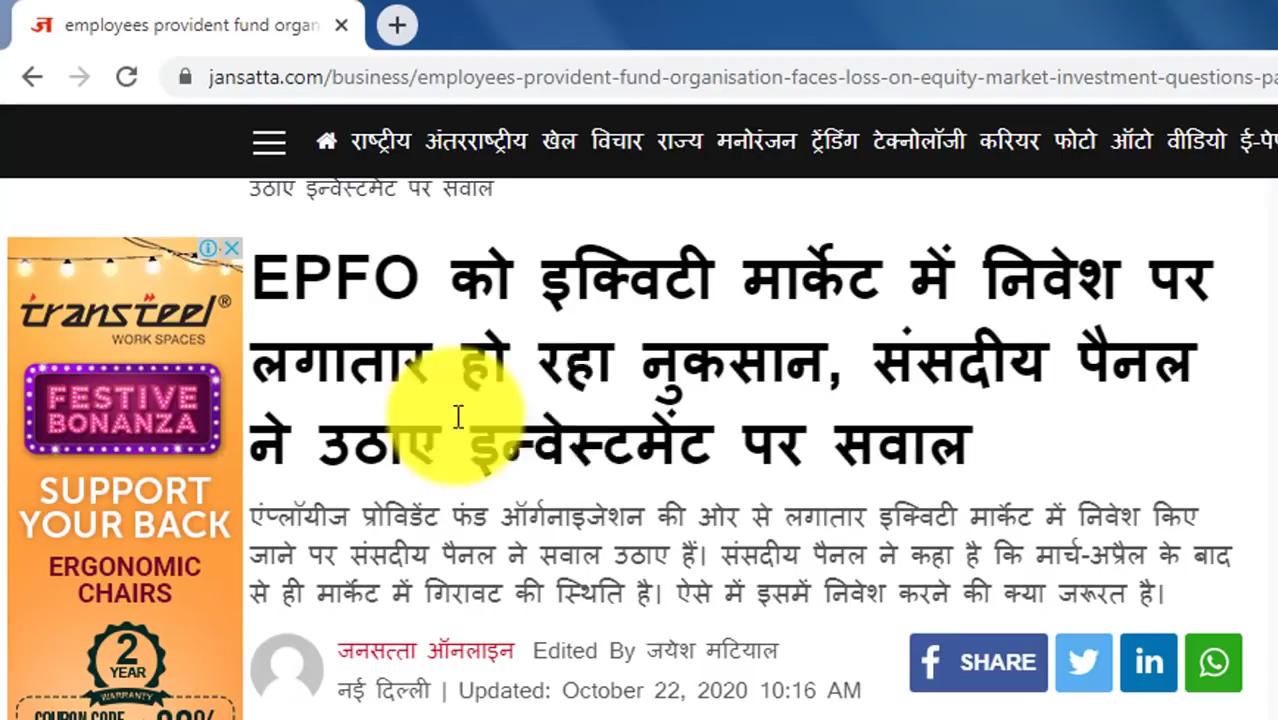 employees provident fund organ
jansatta.com/business/employees-provident-fund-organisation-faces-loss-on-equity-market-investment-questions-pa
राष्ट्रीय अंतरराष्ट्रीय खेल विचार राज्य मनोरंजन ट्रेंडिंग टेक्नोलॉजी करियर फोटो ऑटो वीडियो
उठाए इन्वेस्टमेंट पर सवाल
EPFO को इक्विटी मार्केट में निवेश पर
लगातार हो रहा नुकसान, संसदीय पैनल
ने उठाए इन्वेस्टमेंट पर सवाल
एंप्लॉयीज प्रोविडेंट फंड ऑर्गनाइजेशन की ओर से लगातार इक्विटी मार्केट में निवेश किए
जाने पर संसदीय पैनल ने सवाल उठाए हैं। संसदीय पैनल ने कहा है कि मार्च-अप्रैल के बाद
से ही मार्केट में गिरावट की स्थिति है। ऐसे में इसमें निवेश करने की क्या जरूरत है।
जनसत्ता ऑनलाइन Edited By जयेश मटियाल
नई दिल्ली | Updated: October 22, 2020 10:16 AM
SHARE
transteel®
WORK SPACES
FESTIVE
BONANZA
SUPPORT
YOUR BACK
ERGONOMIC
CHAIRS
2
YEAR
WARRANTY